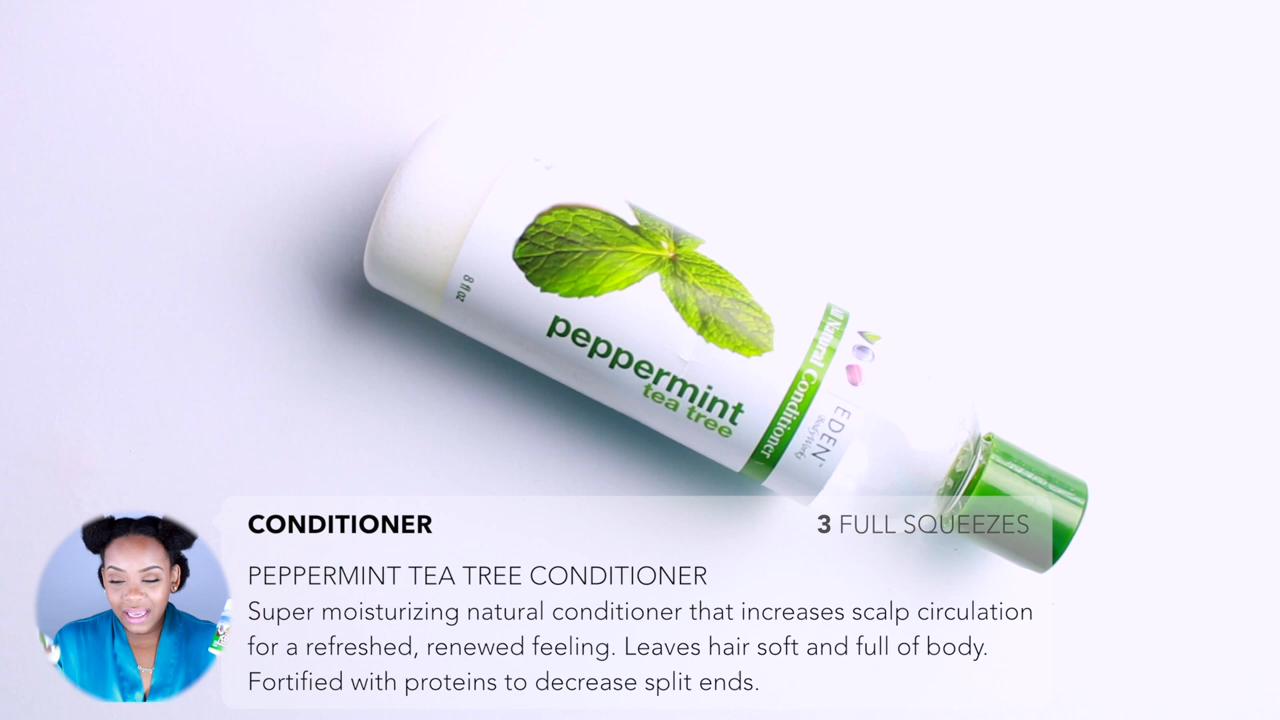 8 fl oz
peppermint
tea tree
All Natural Conditioner
EDEN
BodyWorks
CONDITIONER
3 FULL SQUEEZES
PEPPERMINT TEA TREE CONDITIONER
Super moisturizing natural conditioner that increases scalp circulation
for a refreshed, renewed feeling. Leaves hair soft and full of body.
Fortified with proteins to decrease split ends.